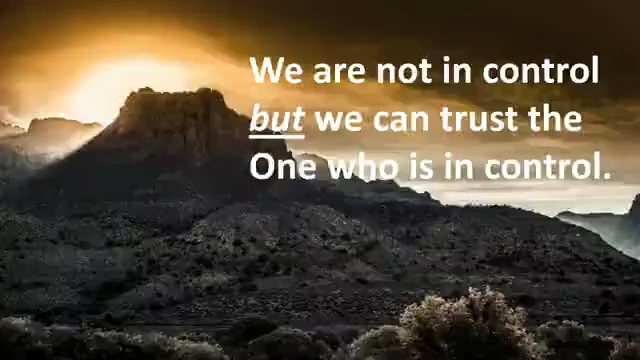 We are not in control
but we can trust the
One who is in control.